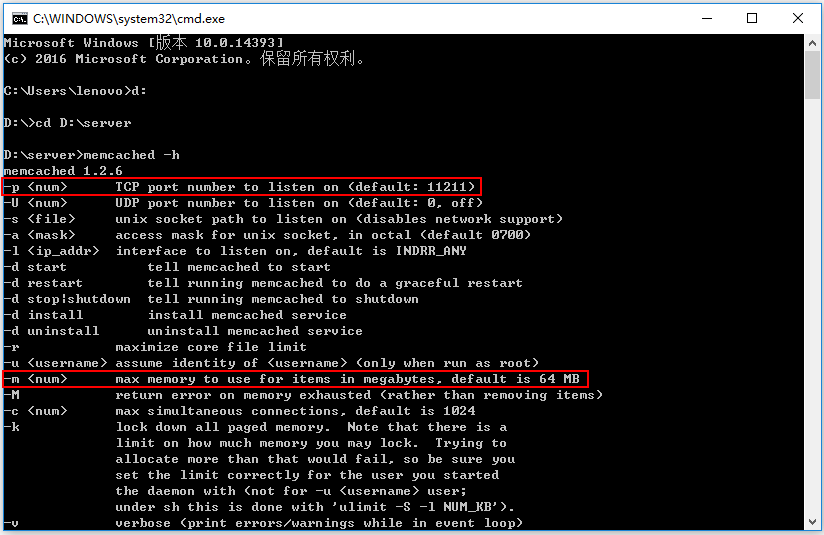 C:\WINDOWS\system32\cmd.exe
Microsoft Windows [版本 10.0.14393]
(c) 2016 Microsoft Corporation。保留所有权利。
C:\Users\lenovo>d:
D:\>cd D:\server
D:\server>memcached -h
memcached 1.2.6
-p <num>      TCP port number to listen on (default: 11211)
-U <num>      UDP port number to listen on (default: 0, off)
-s <file>     unix socket path to listen on (disables network support)
-a <mask>     access mask for unix socket, in octal (default 0700)
-l <ip_addr>  interface to listen on, default is INDRR_ANY
-d start          tell memcached to start
-d restart        tell running memcached to do a graceful restart
-d stop|shutdown  tell running memcached to shutdown
-d install        install memcached service
-d uninstall      uninstall memcached service
-r            maximize core file limit
-u <username> assume identity of <username> (only when run as root)
-m <num>      max memory to use for items in megabytes, default is 64 MB
-M            return error on memory exhausted (rather than removing items)
-c <num>      max simultaneous connections, default is 1024
-k            lock down all paged memory.  Note that there is a
              limit on how much memory you may lock.  Trying to
              allocate more than that would fail, so be sure you
              set the limit correctly for the user you started
              the daemon with (not for -u <username> user;
              under sh this is done with 'ulimit -S -l NUM_KB').
-v            verbose (print errors/warnings while in event loop)